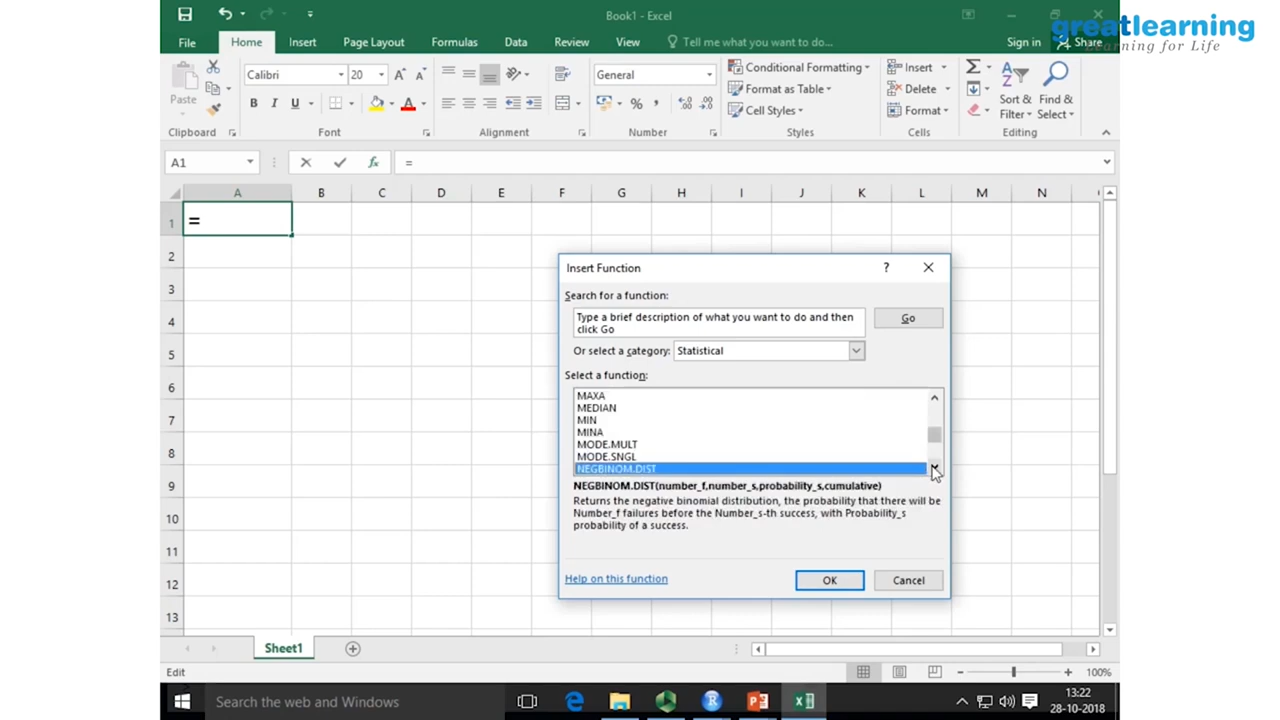 Book1 - Excel
greatlearning
Learning for Life
File Home Insert Page Layout Formulas Data Review View Tell me what you want to do... Sign in Share
Paste
Calibri 20
B I U A
General
% ,
Conditional Formatting
Format as Table
Cell Styles
Insert
Delete
Format
Sort & Filter
Find & Select
Clipboard Font Alignment Number Styles Cells Editing
A1 fx =
A B C D E F G H I J K L M N
1 =
2
3
4
5
6
7
8
9
10
11
12
13
Insert Function ?
Search for a function:
Type a brief description of what you want to do and then
click Go
Go
Or select a category: Statistical
Select a function:
MAXA
MEDIAN
MIN
MINA
MODE.MULT
MODE.SNGL
NEGBINOM.DIST
NEGBINOM.DIST(number_f,number_s,probability_s,cumulative)
Returns the negative binomial distribution, the probability that there will be
Number_f failures before the Number_s-th success, with Probability_s
probability of a success.
Help on this function OK Cancel
Sheet1
Edit 100%
Search the web and Windows
13:22
28-10-2018